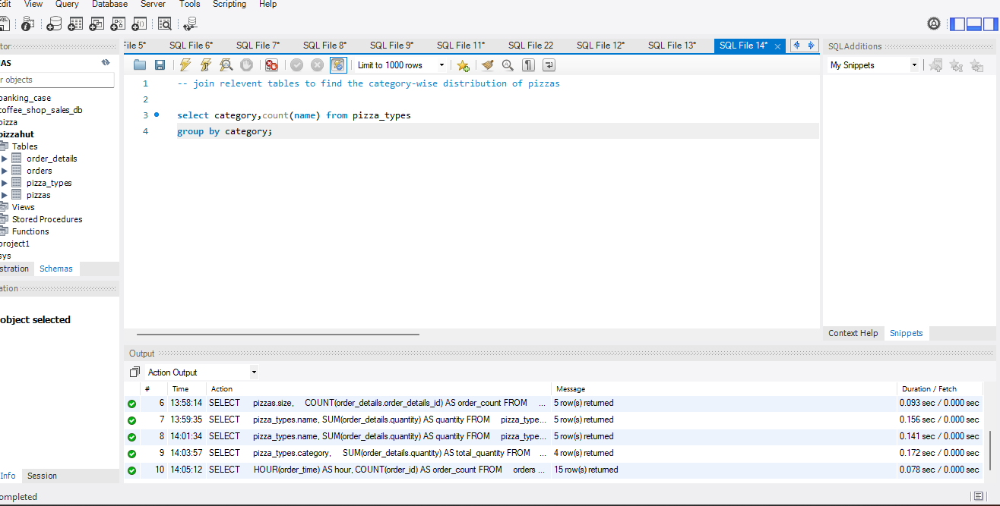 dit View Query Database Server Tools Scripting Help
tor
File 5* SQL File 6* SQL File 7* SQL File 8* SQL File 9* SQL File 11* SQL File 22 SQL File 12* SQL File 13* SQL File 14*
SQLAdditions
AS
Limit to 1000 rows
My Snippets
r objects
1 -- join relevent tables to find the category-wise distribution of pizzas
2
3 select category,count(name) from pizza_types
4 group by category;
banking_case
coffee_shop_sales_db
pizza
pizzahut
Tables
order_details
orders
pizza_types
pizzas
Views
Stored Procedures
Functions
project1
sys
stration Schemas
ation
object selected
Context Help Snippets
Output
Action Output
# Time Action Message Duration / Fetch
6 13:58:14 SELECT pizzas.size, COUNT(order_details.order_details_id) AS order_count FROM ... 5 row(s) returned 0.093 sec / 0.000 sec
7 13:59:35 SELECT pizza_types.name, SUM(order_details.quantity) AS quantity FROM pizza_type... 5 row(s) returned 0.156 sec / 0.000 sec
8 14:01:34 SELECT pizza_types.name, SUM(order_details.quantity) AS quantity FROM pizza_type... 5 row(s) returned 0.141 sec / 0.000 sec
9 14:03:57 SELECT pizza_types.category, SUM(order_details.quantity) AS total_quantity FROM ... 4 row(s) returned 0.172 sec / 0.000 sec
10 14:05:12 SELECT HOUR(order_time) AS hour, COUNT(order_id) AS order_count FROM orders ... 15 row(s) returned 0.078 sec / 0.000 sec
Info Session
ompleted